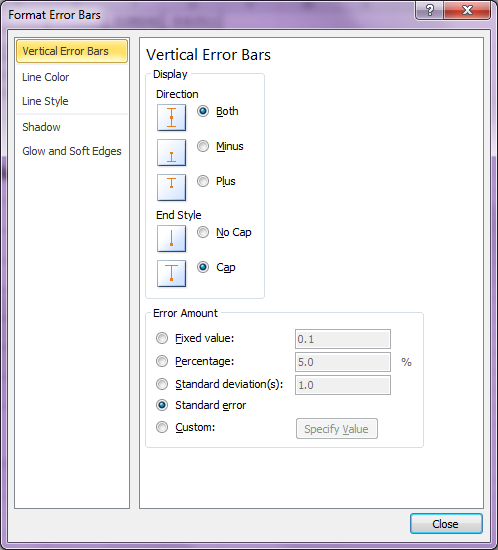 Format Error Bars
Vertical Error Bars
Line Color
Line Style
Shadow
Glow and Soft Edges
Vertical Error Bars
Display
Direction
Both
Minus
Plus
End Style
No Cap
Cap
Error Amount
Fixed value: 0.1
Percentage: 5.0 %
Standard deviation(s): 1.0
Standard error
Custom: Specify Value
Close